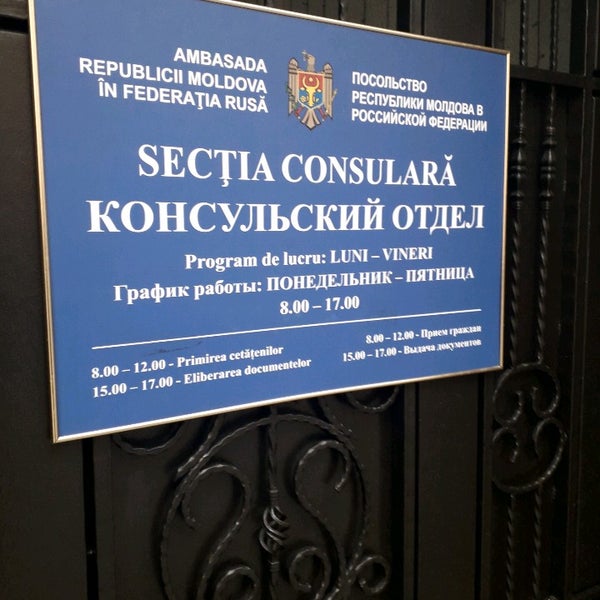 AMBASADA
REPUBLICII MOLDOVA
ÎN FEDERAŢIA RUSĂ
ПОСОЛЬСТВО
РЕСПУБЛИКИ МОЛДОВА В
РОССИЙСКОЙ ФЕДЕРАЦИИ
SECŢIA CONSULARĂ
КОНСУЛЬСКИЙ ОТДЕЛ
Program de lucru: LUNI – VINERI
График работы: ПОНЕДЕЛЬНИК – ПЯТНИЦА
8.00 – 17.00
8.00 – 12.00 - Primirea cetăţenilor
15.00 – 17.00 - Eliberarea documentelor
8.00 – 12.00 - Прием граждан
15.00 – 17.00 - Выдача документов